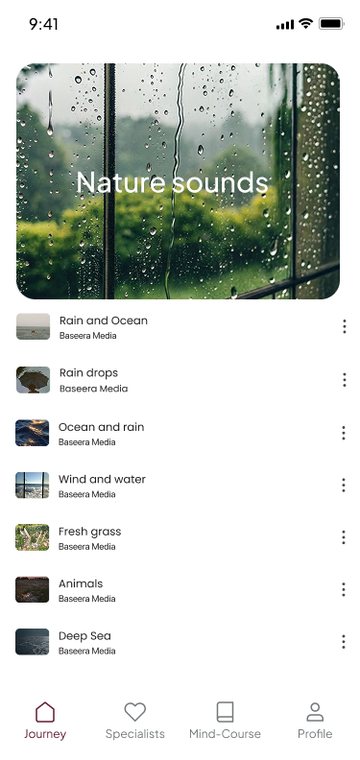 9:41
Nature sounds
Rain and Ocean
Baseera Media
Rain drops
Baseera Media
Ocean and rain
Baseera Media
Wind and water
Baseera Media
Fresh grass
Baseera Media
Animals
Baseera Media
Deep Sea
Baseera Media
Journey
Specialists
Mind-Course
Profile